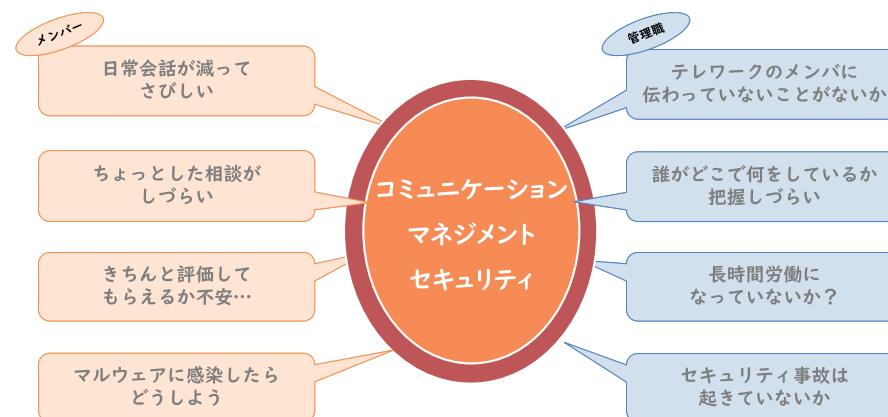 メンバー
日常会話が減って
さびしい
ちょっとした相談が
しづらい
きちんと評価して
もらえるか不安…
マルウェアに感染したら
どうしよう
コミュニケーション
マネジメント
セキュリティ
管理職
テレワークのメンバに
伝わっていないことがないか
誰がどこで何をしているか
把握しづらい
長時間労働に
なっていないか？
セキュリティ事故は
起きていないか